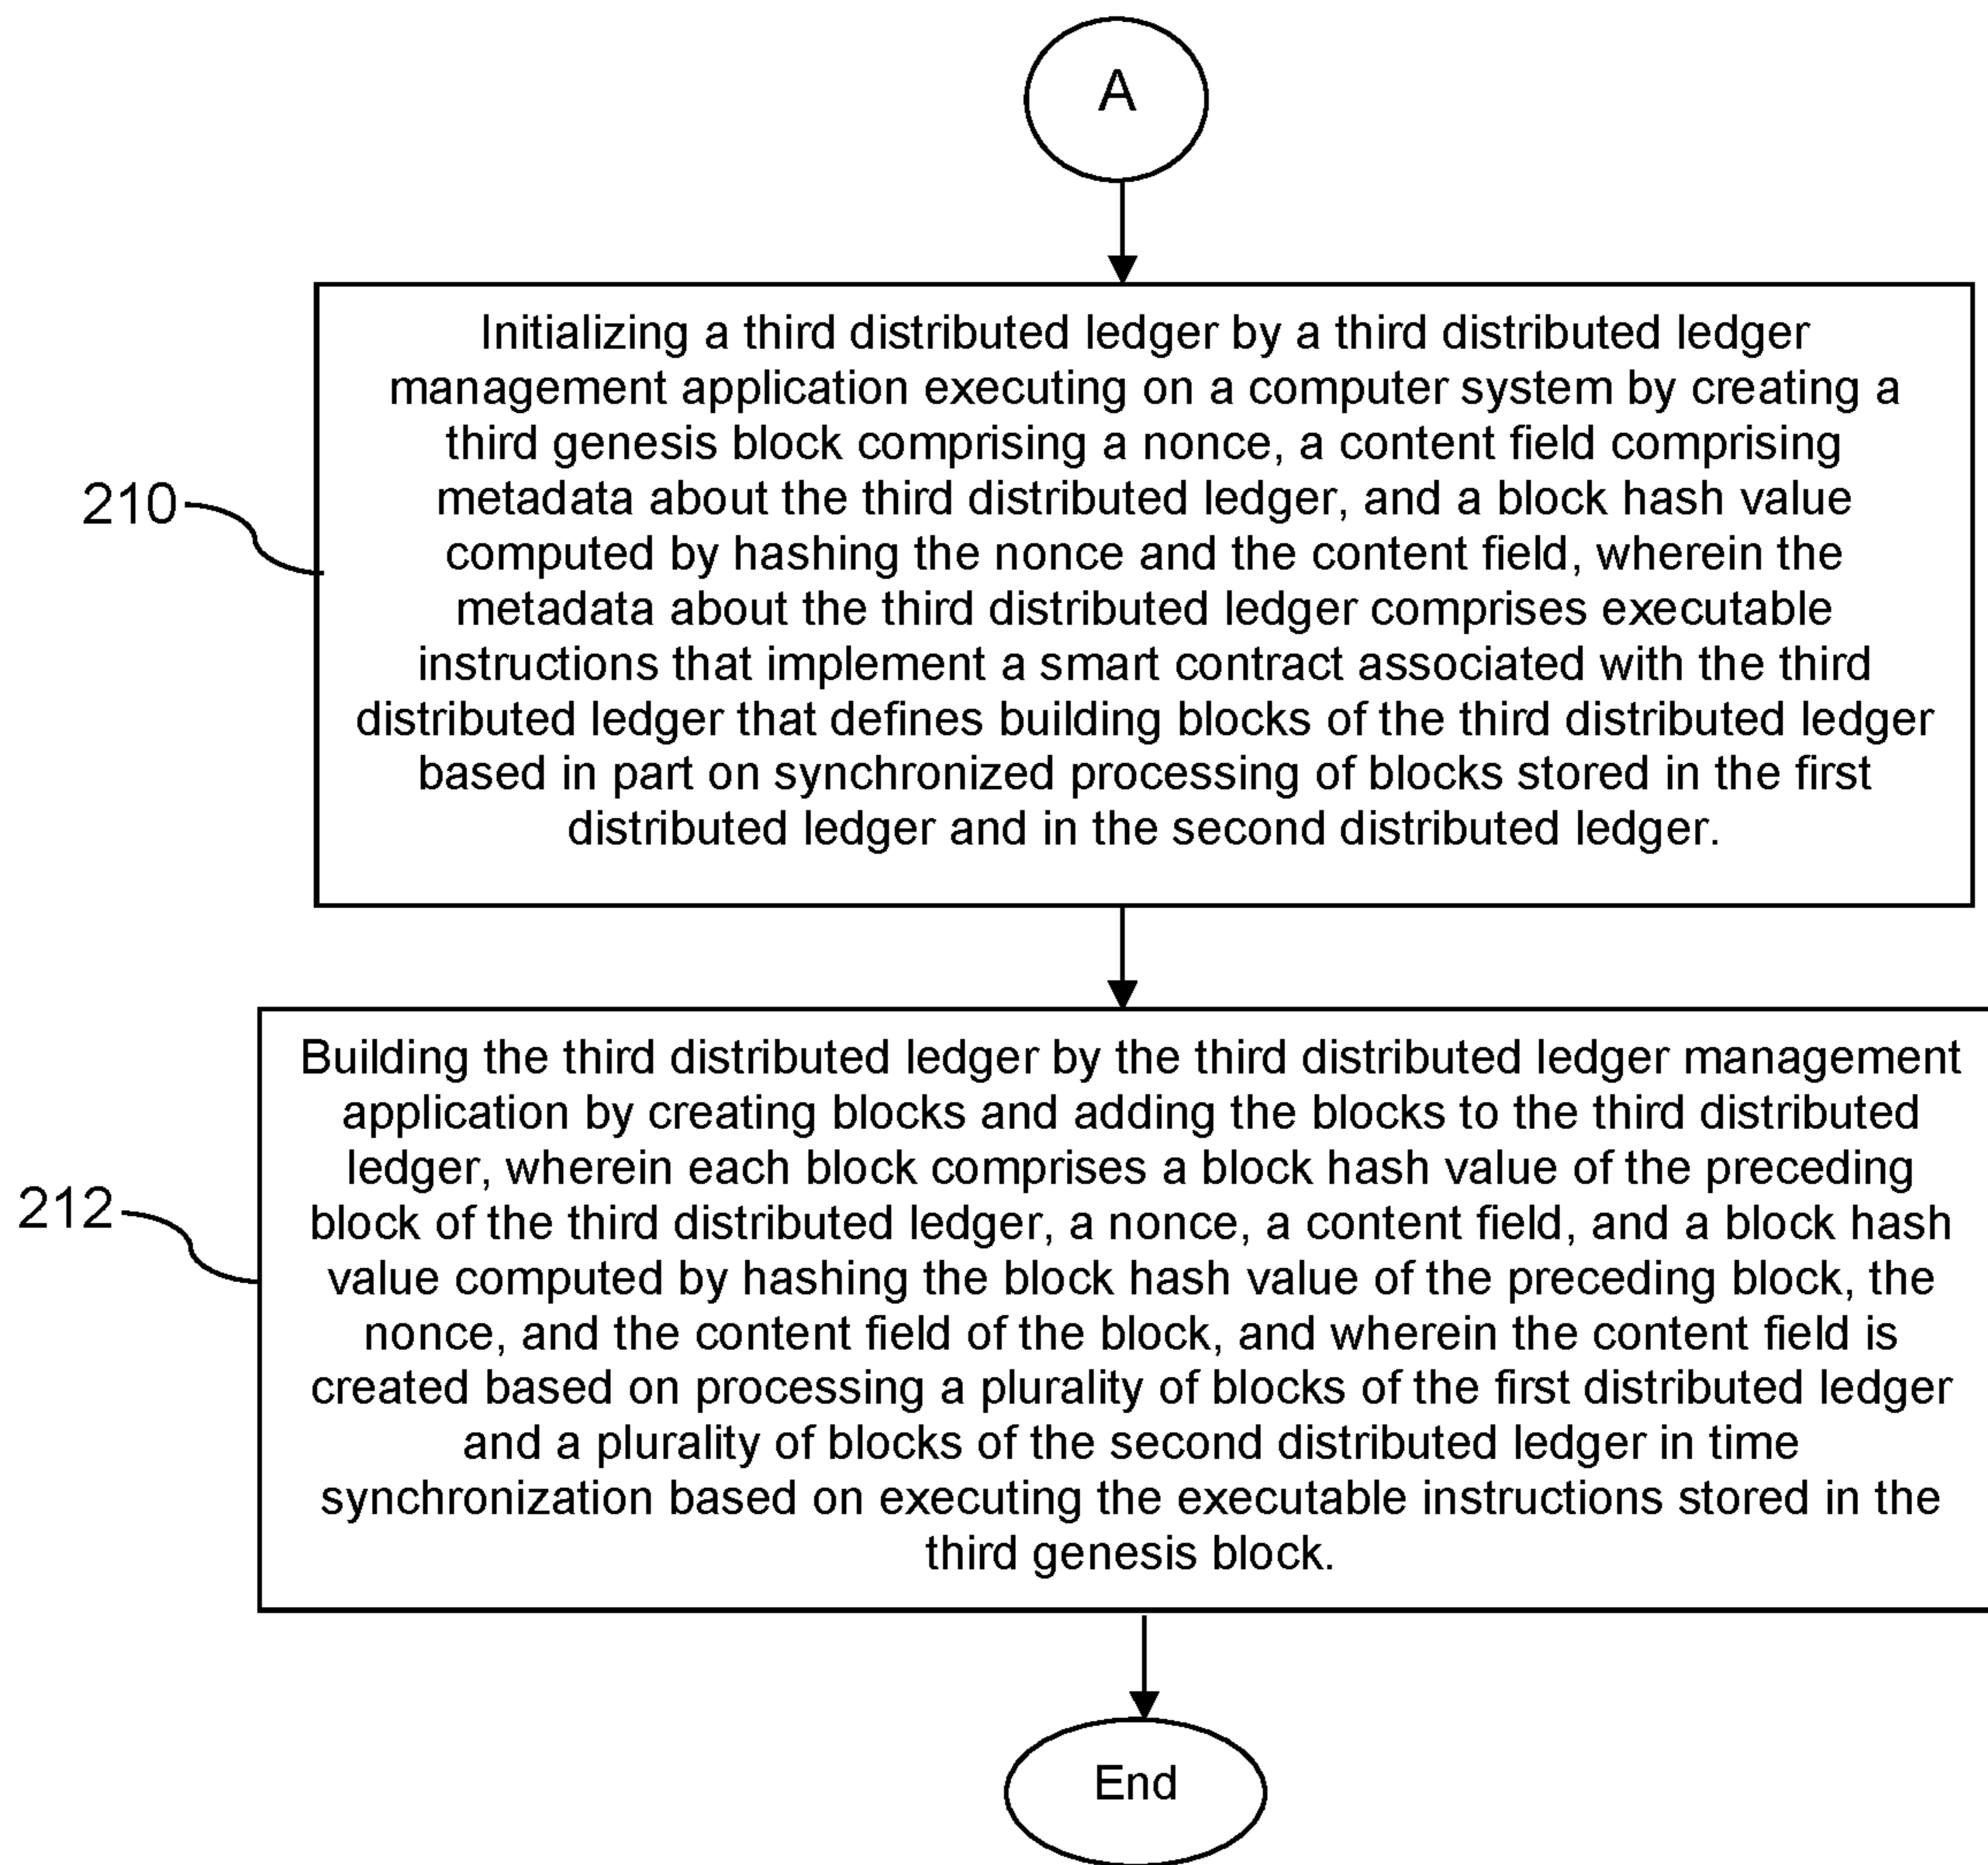 A
Initializing a third distributed ledger by a third distributed ledger
management application executing on a computer system by creating a
third genesis block comprising a nonce, a content field comprising
metadata about the third distributed ledger, and a block hash value
computed by hashing the nonce and the content field, wherein the
metadata about the third distributed ledger comprises executable
instructions that implement a smart contract associated with the third
distributed ledger that defines building blocks of the third distributed ledger
based in part on synchronized processing of blocks stored in the first
distributed ledger and in the second distributed ledger.
210
Building the third distributed ledger by the third distributed ledger management
application by creating blocks and adding the blocks to the third distributed
ledger, wherein each block comprises a block hash value of the preceding
block of the third distributed ledger, a nonce, a content field, and a block hash
value computed by hashing the block hash value of the preceding block, the
nonce, and the content field of the block, and wherein the content field is
created based on processing a plurality of blocks of the first distributed ledger
and a plurality of blocks of the second distributed ledger in time
synchronization based on executing the executable instructions stored in the
third genesis block.
212
End